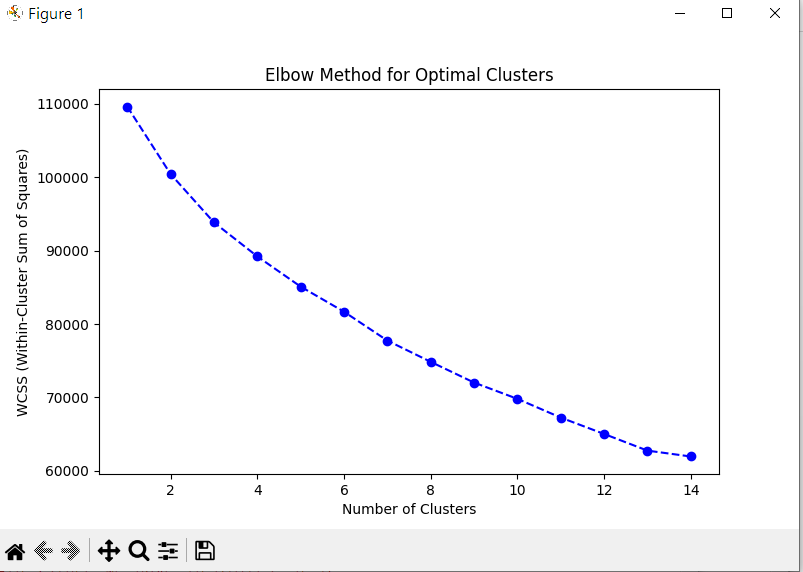 Figure 1
Elbow Method for Optimal Clusters
WCSS (Within-Cluster Sum of Squares)
110000
100000
90000
80000
70000
60000
2 4 6 8 10 12 14
Number of Clusters